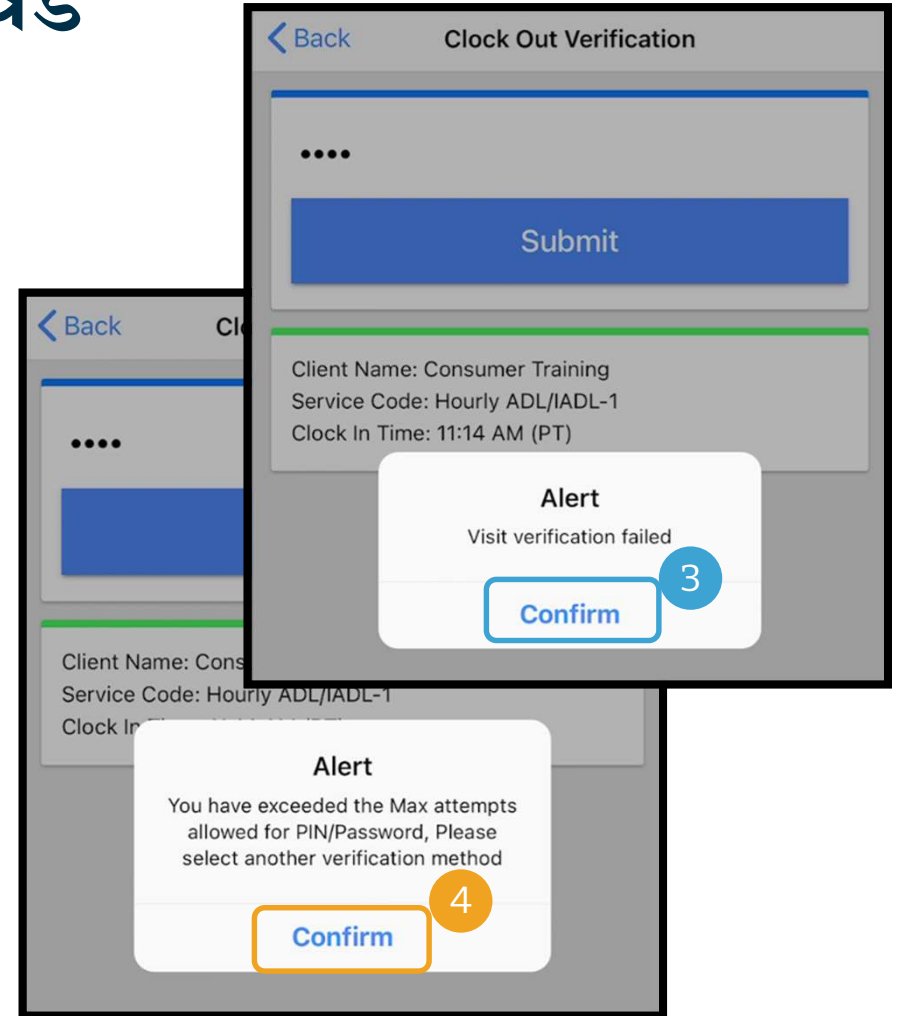 Back Clock Out Verification
••••
Submit
Client Name: Consumer Training
Service Code: Hourly ADL/IADL-1
Clock In Time: 11:14 AM (PT)
Alert
Visit verification failed
3
Confirm
Back
••••
Client Name:
Service Code: Hourly ADL/IADL-1
Clock
Alert
You have exceeded the Max attempts
allowed for PIN/Password, Please
select another verification method
4
Confirm